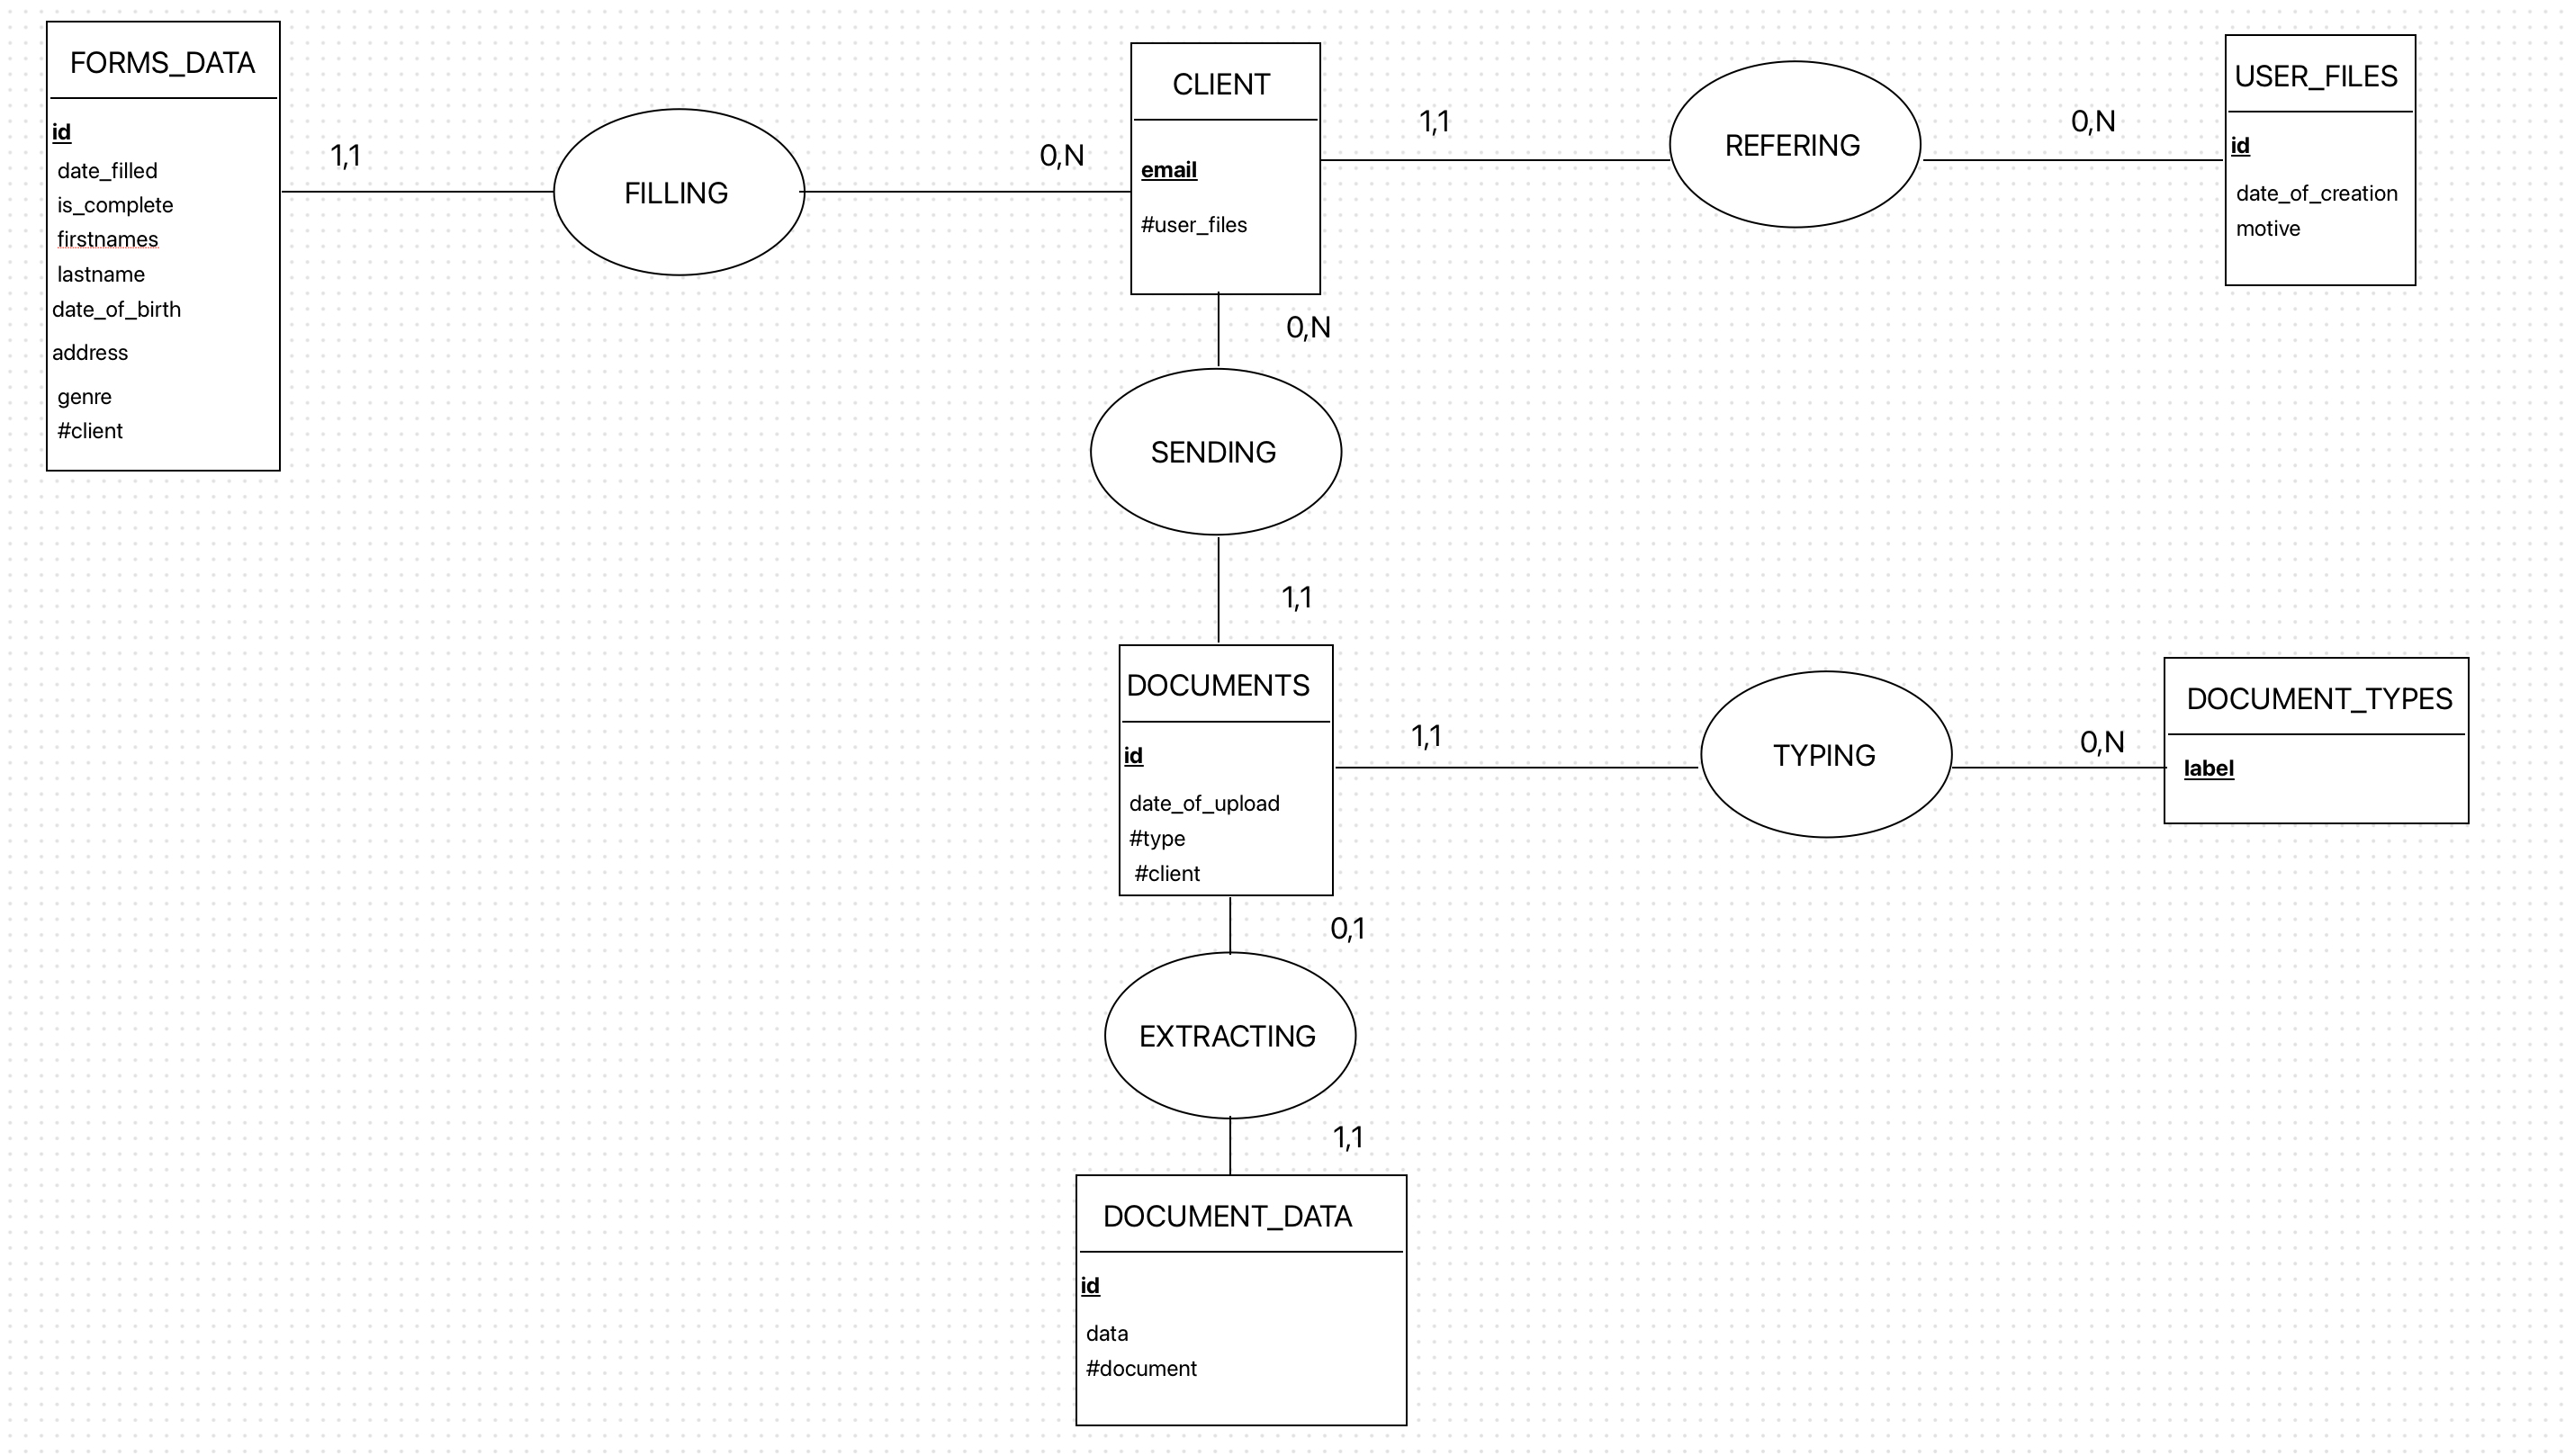 FORMS_DATA
id
date_filled
is_complete
firstnames
lastname
date_of_birth
address
genre
#client
1,1
FILLING
0,N
CLIENT
email
#user_files
1,1
REFERING
0,N
USER_FILES
id
date_of_creation
motive
0,N
SENDING
1,1
DOCUMENTS
id
date_of_upload
#type
#client
1,1
TYPING
0,N
DOCUMENT_TYPES
label
0,1
EXTRACTING
1,1
DOCUMENT_DATA
id
data
#document